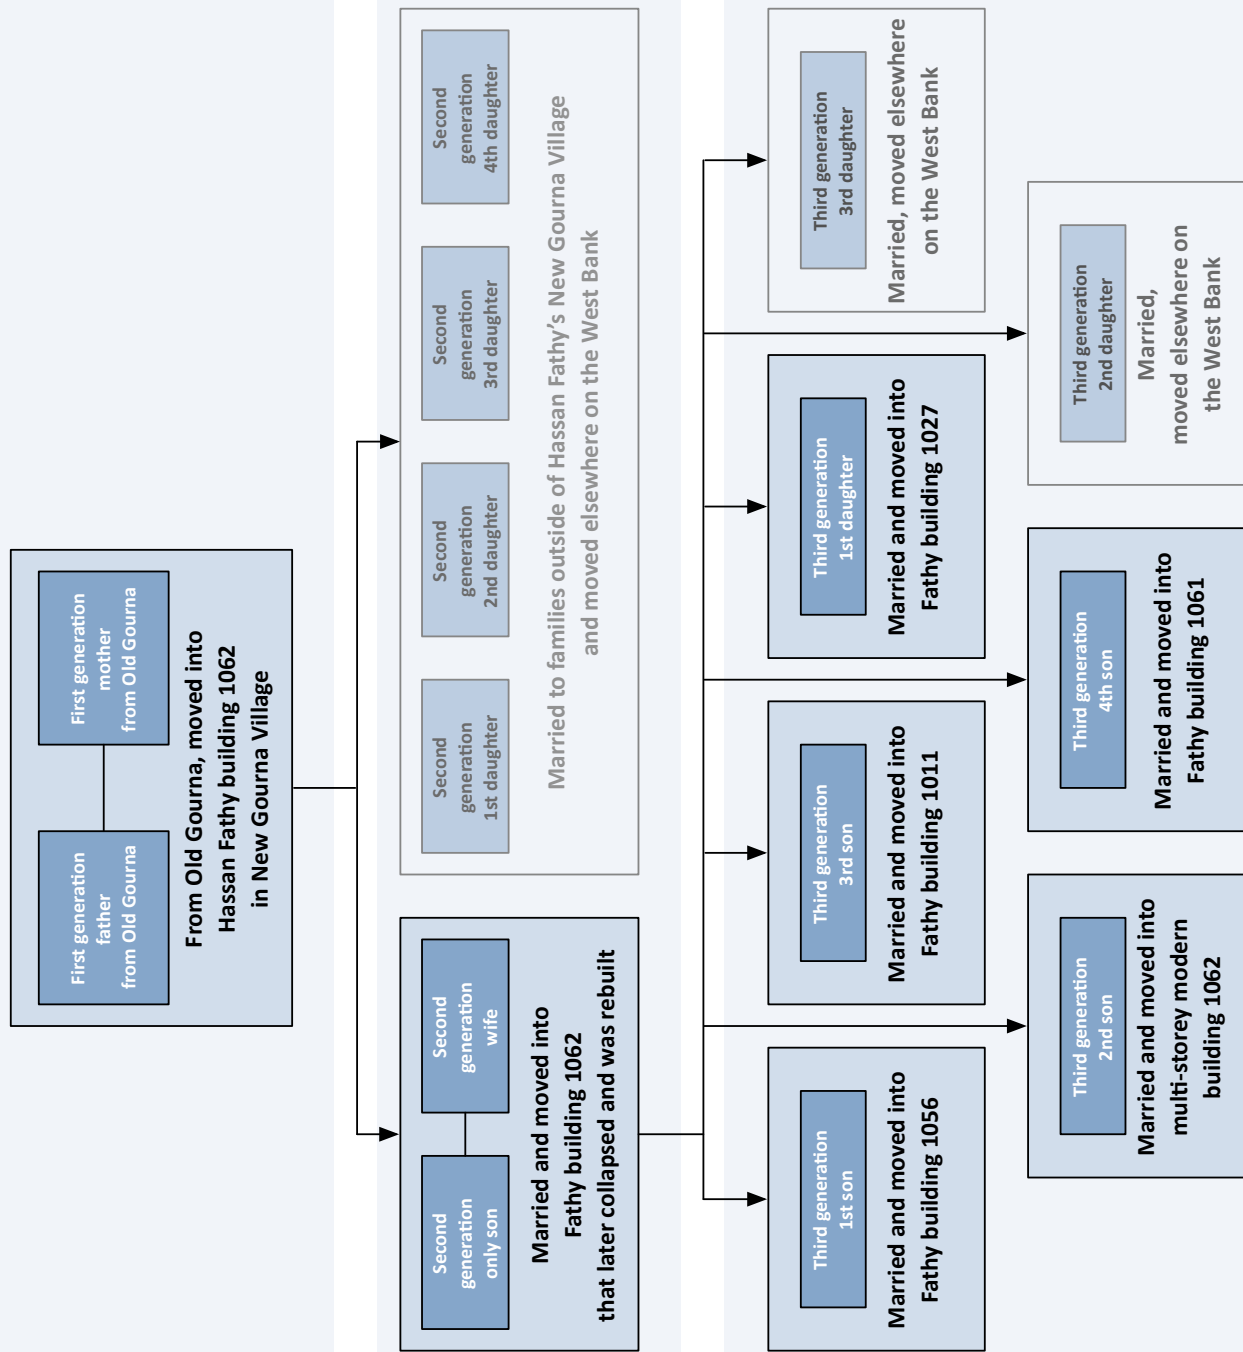 First generation
father
from Old Gourna
First generation
mother
from Old Gourna
From Old Gourna, moved into
Hassan Fathy building 1062
in New Gourna Village
Second
generation
only son
Second
generation
wife
Married and moved into
Fathy building 1062
that later collapsed and was rebuilt
Second
generation
1st daughter
Second
generation
2nd daughter
Second
generation
3rd daughter
Second
generation
4th daughter
Married to families outside of Hassan Fathy's New Gourna Village
and moved elsewhere on the West Bank
Third generation
1st son
Married and moved into
Fathy building 1056
Third generation
3rd son
Married and moved into
Fathy building 1011
Third generation
1st daughter
Married and moved into
Fathy building 1027
Third generation
3rd daughter
Married, moved elsewhere
on the West Bank
Third generation
2nd son
Married and moved into
multi-storey modern
building 1062
Third generation
4th son
Married and moved into
Fathy building 1061
Third generation
2nd daughter
Married,
moved elsewhere on
the West Bank